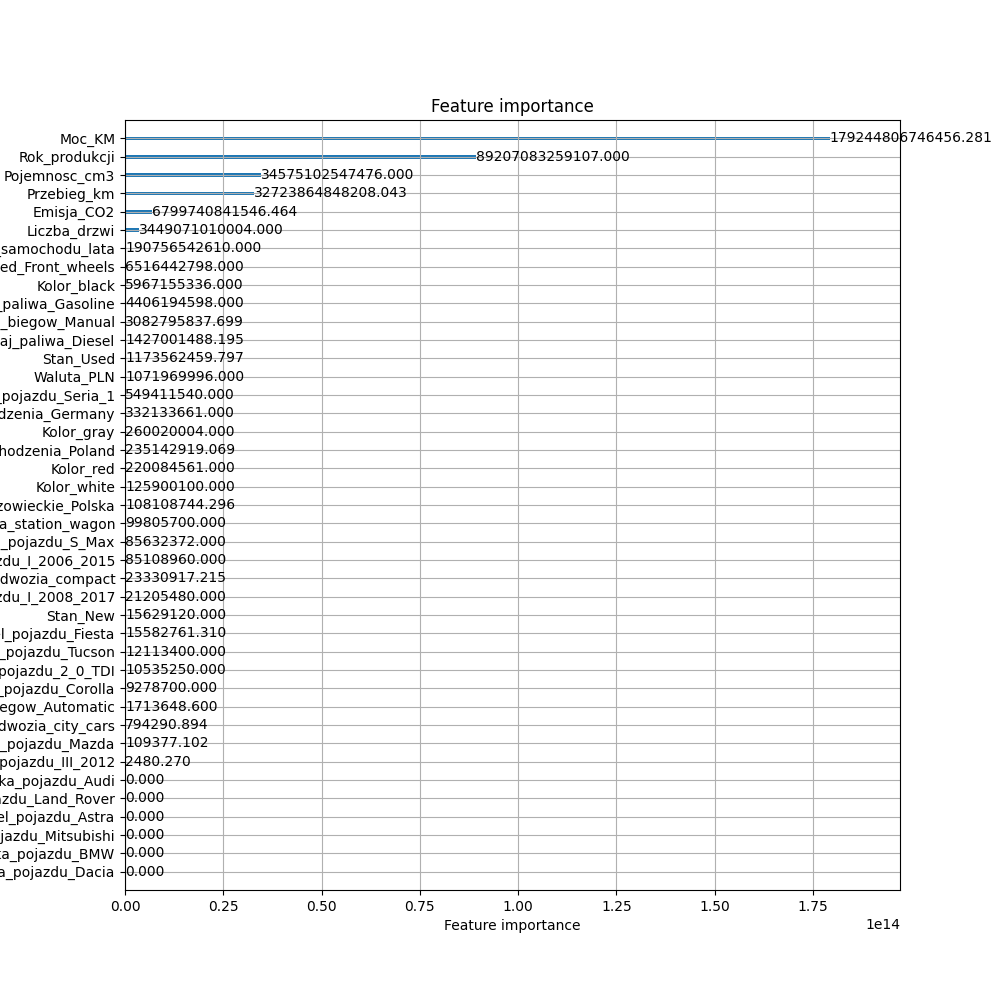 Feature importance
Moc_KM 179244806746456.281
Rok_produkcji 89207083259107.000
Pojemnosc_cm3 34575102547476.000
Przebieg_km 32723864848208.043
Emisja_CO2 6799740841546.464
Liczba_drzwi 3449071010004.000
_samochodu_lata 190756542610.000
ed_Front_wheels 6516442798.000
Kolor_black 5967155336.000
_paliwa_Gasoline 4406194598.000
_biegow_Manual 3082795837.699
aj_paliwa_Diesel 1427001488.195
Stan_Used 1173562459.797
Waluta_PLN 1071969996.000
_pojazdu_Seria_1 549411540.000
dzenia_Germany 332133661.000
Kolor_gray 260020004.000
hodzenia_Poland 235142919.069
Kolor_red 220084561.000
Kolor_white 125900100.000
zowieckie_Polska 108108744.296
a_station_wagon 99805700.000
_pojazdu_S_Max 85632372.000
zdu_I_2006_2015 85108960.000
dwozia_compact 23330917.215
zdu_I_2008_2017 21205480.000
Stan_New 15629120.000
l_pojazdu_Fiesta 15582761.310
_pojazdu_Tucson 12113400.000
pojazdu_2_0_TDI 10535250.000
_pojazdu_Corolla 9278700.000
egow_Automatic 1713648.600
dwozia_city_cars 794290.894
_pojazdu_Mazda 109377.102
pojazdu_III_2012 2480.270
ka_pojazdu_Audi 0.000
azdu_Land_Rover 0.000
el_pojazdu_Astra 0.000
ojazdu_Mitsubishi 0.000
ka_pojazdu_BMW 0.000
a_pojazdu_Dacia 0.000
0.00 0.25 0.50 0.75 1.00 1.25 1.50 1.75
1e14
Feature importance